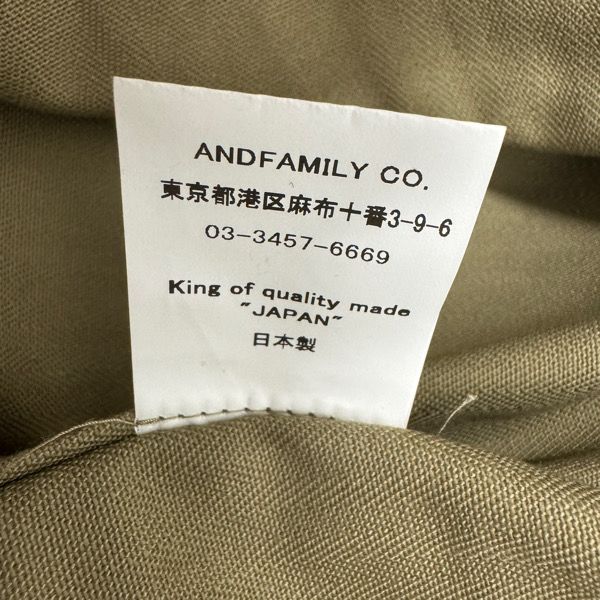 ANDFAMILY CO.
東京都港区麻布十番3-9-6
03-3457-6669
King of quality made
"JAPAN"
日本製